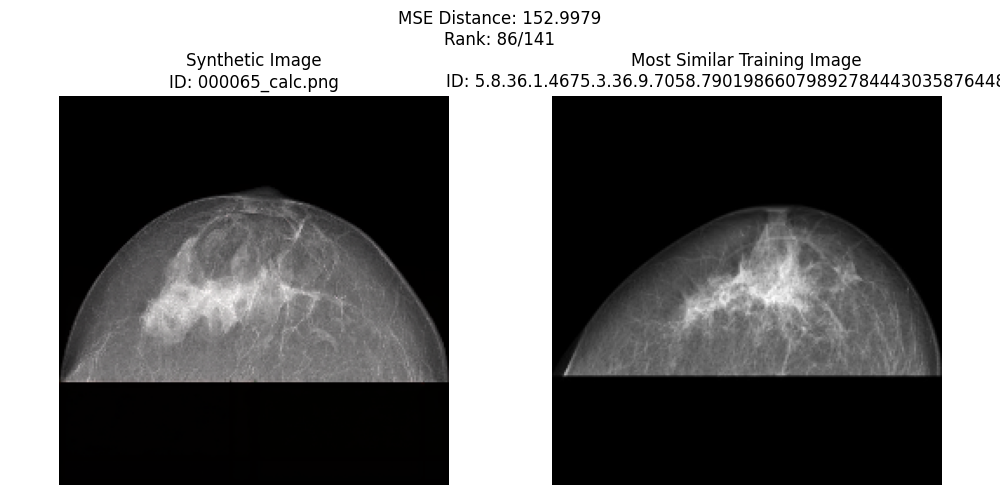 MSE Distance: 152.9979
Rank: 86/141
Synthetic Image
ID: 000065_calc.png
Most Similar Training Image
ID: 5.8.36.1.4675.3.36.9.7058.79019866079892784443035876448